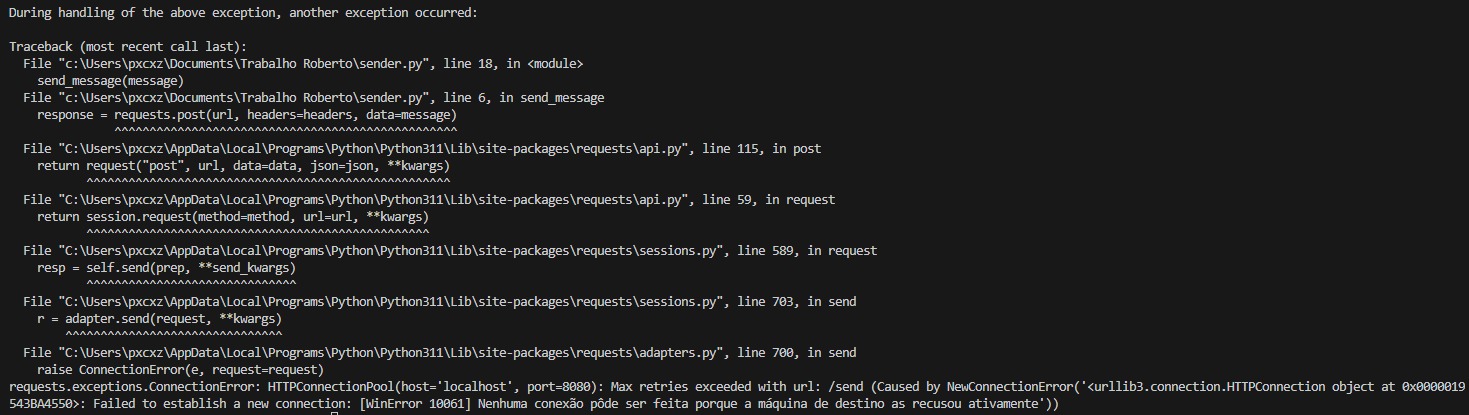 During handling of the above exception, another exception occurred:

Traceback (most recent call last):
  File "c:\Users\pxcxz\Documents\Trabalho Roberto\sender.py", line 18, in <module>
    send_message(message)
  File "c:\Users\pxcxz\Documents\Trabalho Roberto\sender.py", line 6, in send_message
    response = requests.post(url, headers=headers, data=message)
               ^^^^^^^^^^^^^^^^^^^^^^^^^^^^^^^^^^^^^^^^^^^^^^^^^
  File "C:\Users\pxcxz\AppData\Local\Programs\Python\Python311\Lib\site-packages\requests\api.py", line 115, in post
    return request("post", url, data=data, json=json, **kwargs)
           ^^^^^^^^^^^^^^^^^^^^^^^^^^^^^^^^^^^^^^^^^^^^^^^^^^^^
  File "C:\Users\pxcxz\AppData\Local\Programs\Python\Python311\Lib\site-packages\requests\api.py", line 59, in request
    return session.request(method=method, url=url, **kwargs)
           ^^^^^^^^^^^^^^^^^^^^^^^^^^^^^^^^^^^^^^^^^^^^^^^^^
  File "C:\Users\pxcxz\AppData\Local\Programs\Python\Python311\Lib\site-packages\requests\sessions.py", line 589, in request
    resp = self.send(prep, **send_kwargs)
           ^^^^^^^^^^^^^^^^^^^^^^^^^^^^^^
  File "C:\Users\pxcxz\AppData\Local\Programs\Python\Python311\Lib\site-packages\requests\sessions.py", line 703, in send
    r = adapter.send(request, **kwargs)
        ^^^^^^^^^^^^^^^^^^^^^^^^^^^^^^^
  File "C:\Users\pxcxz\AppData\Local\Programs\Python\Python311\Lib\site-packages\requests\adapters.py", line 700, in send
    raise ConnectionError(e, request=request)
requests.exceptions.ConnectionError: HTTPConnectionPool(host='localhost', port=8080): Max retries exceeded with url: /send (Caused by NewConnectionError('<urllib3.connection.HTTPConnection object at 0x0000019
543BA4550>: Failed to establish a new connection: [WinError 10061] Nenhuma conexão pôde ser feita porque a máquina de destino as recusou ativamente'))